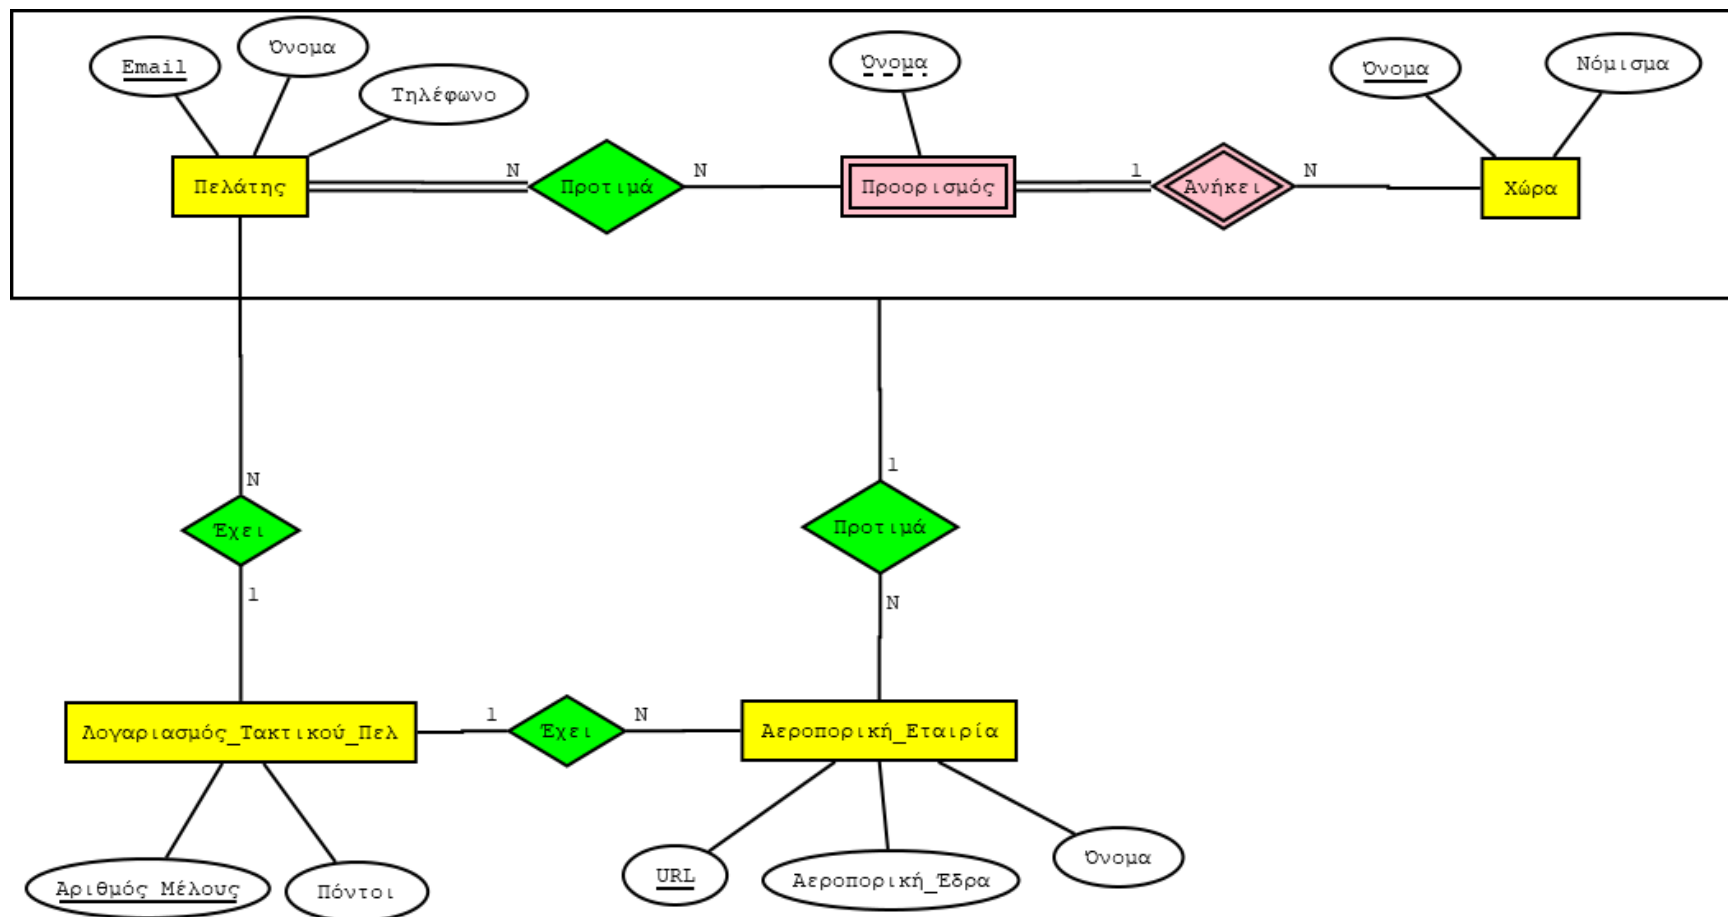 Email
Όνομα
Τηλέφωνο
Όνομα
Όνομα
Νόμισμα
Πελάτης
N
Προτιμά
N
Προορισμός
1
Ανήκει
N
Χώρα
N
Έχει
1
1
Προτιμά
N
Λογαριασμός_Τακτικού_Πελ
1
Έχει
N
Αεροπορική_Εταιρία
Αριθμός Μέλους
Πόντοι
URL
Αεροπορική_Έδρα
Όνομα